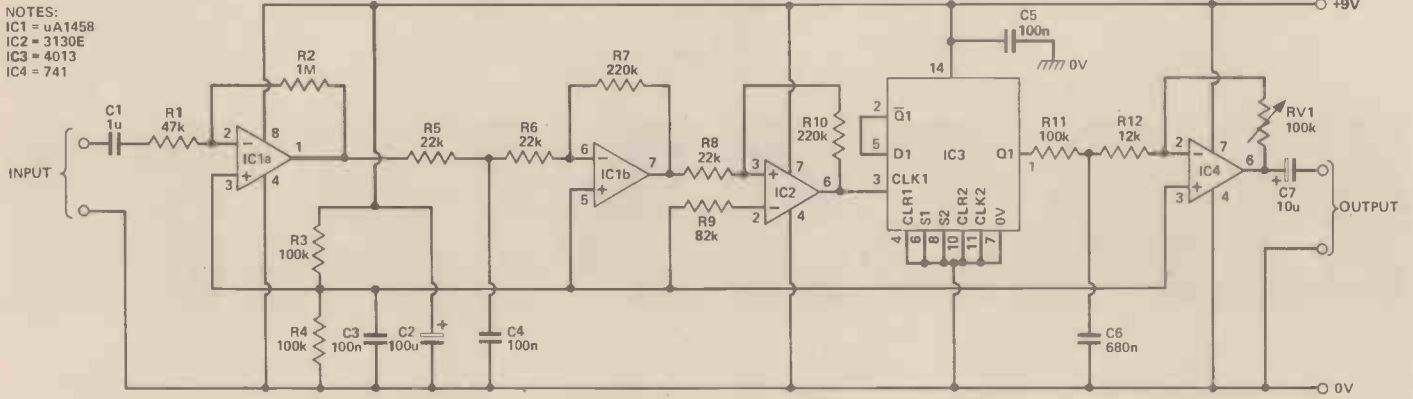 NOTES:
IC1 = uA1458
IC2 = 3130E
IC3 = 4013
IC4 = 741
+9V
C5
100n
0V
R2
1M
R7
220k
14
C1
1u
R1
47k
2
8
IC1a
1
3
4
R5
22k
R6
22k
6
IC1b
7
5
R8
22k
R10
220k
3
7
IC2
6
2
4
R9
82k
2
Q1
5
D1
IC3
Q1
1
3
CLK1
CLR1
S1
S2
CLR2
CLK2
0V
4
6
8
10
11
7
R11
100k
R12
12k
RV1
100k
2
7
IC4
6
3
4
+
C7
10u
INPUT
OUTPUT
R3
100k
R4
100k
C3
100n
C2
100u
+
C4
100n
C6
680n
0V